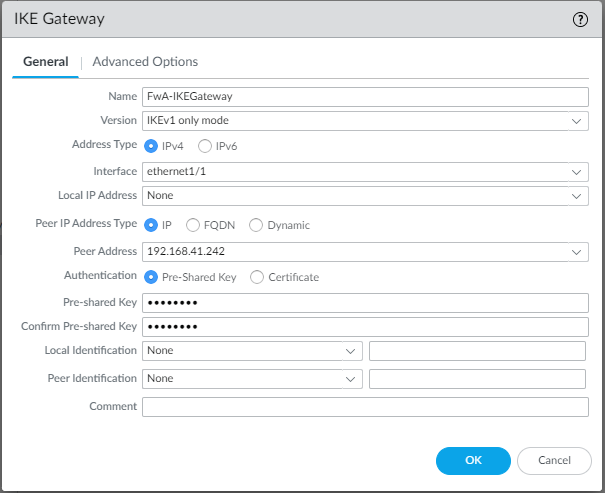 IKE Gateway
General Advanced Options
Name FwA-IKEGateway
Version IKEv1 only mode
Address Type IPv4 IPv6
Interface ethernet1/1
Local IP Address None
Peer IP Address Type IP FQDN Dynamic
Peer Address 192.168.41.242
Authentication Pre-Shared Key Certificate
Pre-shared Key ••••••••
Confirm Pre-shared Key ••••••••
Local Identification None
Peer Identification None
Comment
OK Cancel